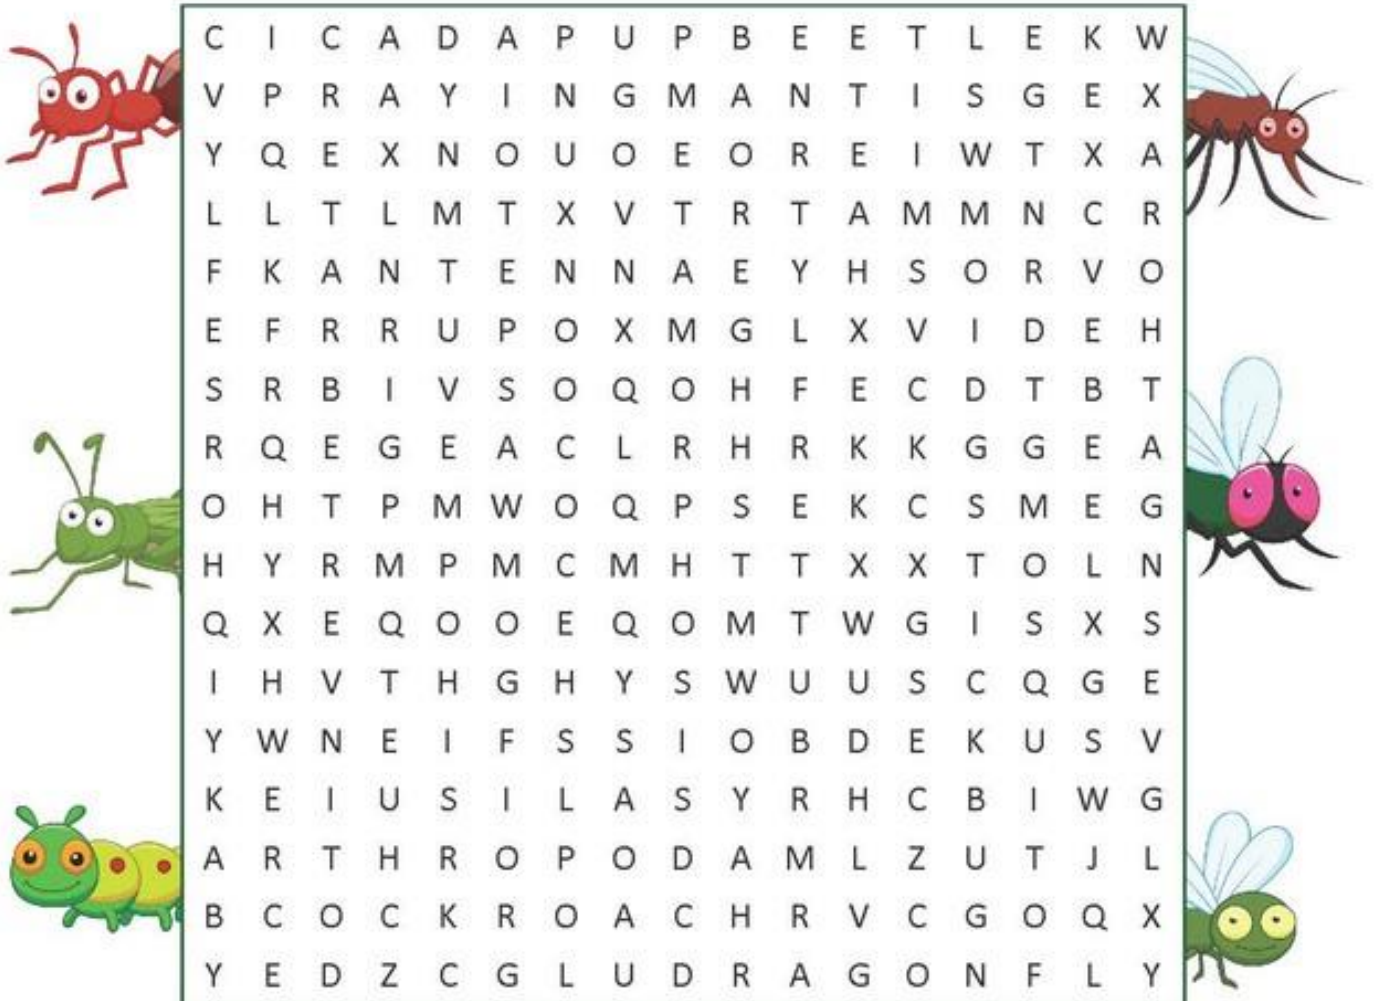 C I C A D A P U P B E E T L E K W
V P R A Y I N G M A N T I S G E X
Y Q E X N O U O E O R E I W T X A
L L T L M T X V T R T A M M N C R
F K A N T E N N A E Y H S O R V O
E F R R U P O X M G L X V I D E H
S R B I V S O Q O H F E C D T B T
R Q E G E A C L R H R K K G G E A
O H T P M W O Q P S E K C S M E G
H Y R M P M C M H T T X X T O L N
Q X E Q O O E Q O M T W G I S X S
I H V T H G H Y S W U U S C Q G E
Y W N E I F S S I O B D E K U S V
K E I U S I L A S Y R H C B I W G
A R T H R O P O D A M L Z U T J L
B C O C K R O A C H R V C G O Q X
Y E D Z C G L U D R A G O N F L Y